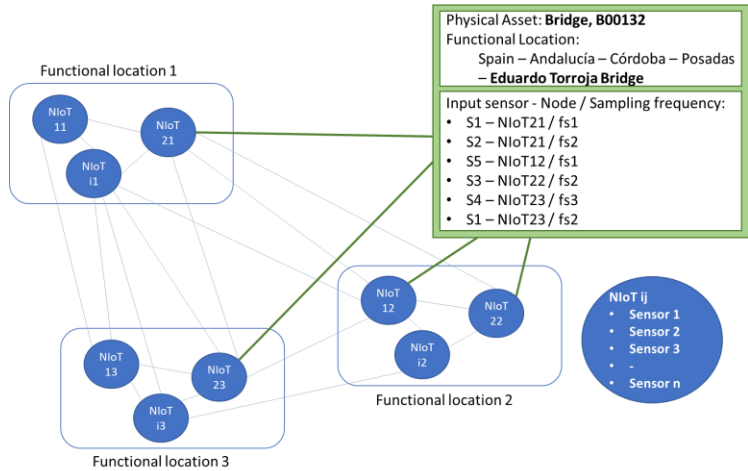 Physical Asset: Bridge, B00132
Functional Location:
Spain – Andalucía – Córdoba – Posadas
– Eduardo Torroja Bridge
Input sensor - Node / Sampling frequency:
• S1 – NIoT21 / fs1
• S2 – NIoT21 / fs2
• S5 – NIoT12 / fs1
• S3 – NIoT22 / fs2
• S4 – NIoT23 / fs3
• S1 – NIoT23 / fs2
Functional location 1
NIoT
11
NIoT
21
NIoT
i1
NIoT
12
NIoT
22
NIoT
i2
Functional location 2
NIoT
13
NIoT
23
NIoT
i3
Functional location 3
NIoT ij
• Sensor 1
• Sensor 2
• Sensor 3
• -
• Sensor n